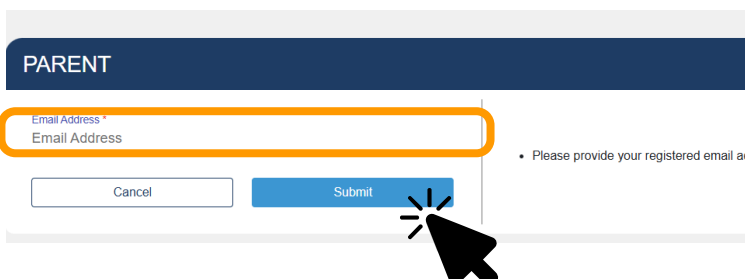 PARENT
Email Address *
Email Address
Cancel
Submit
• Please provide your registered email